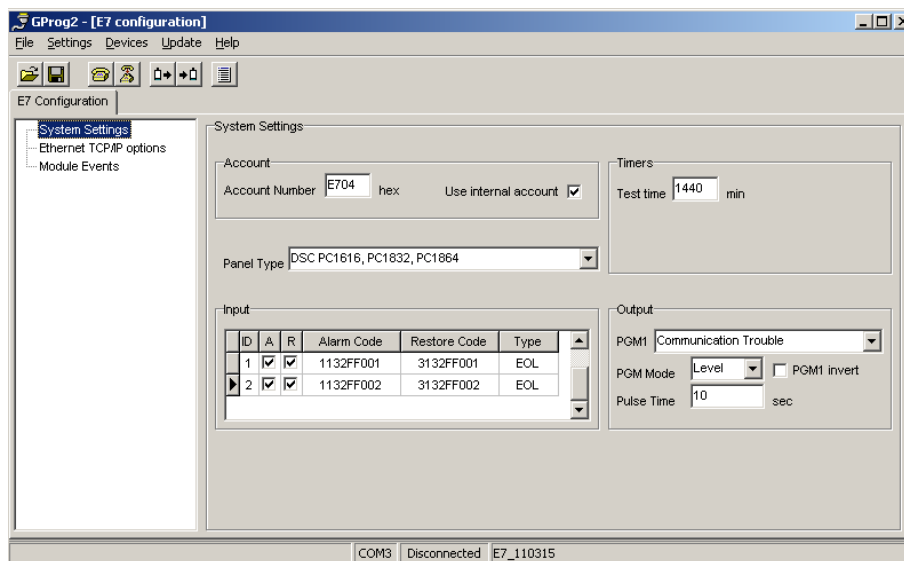 GProg2 - [E7 configuration]
File Settings Devices Update Help
E7 Configuration
System Settings
Ethernet TCP/IP options
Module Events
System Settings
Account
Account Number E704 hex Use internal account
Timers
Test time 1440 min
Panel Type DSC PC1616, PC1832, PC1864
Input
ID A R Alarm Code Restore Code Type
1 1132FF001 3132FF001 EOL
2 1132FF002 3132FF002 EOL
Output
PGM1 Communication Trouble
PGM Mode Level PGM1 invert
Pulse Time 10 sec
COM3 Disconnected E7_110315